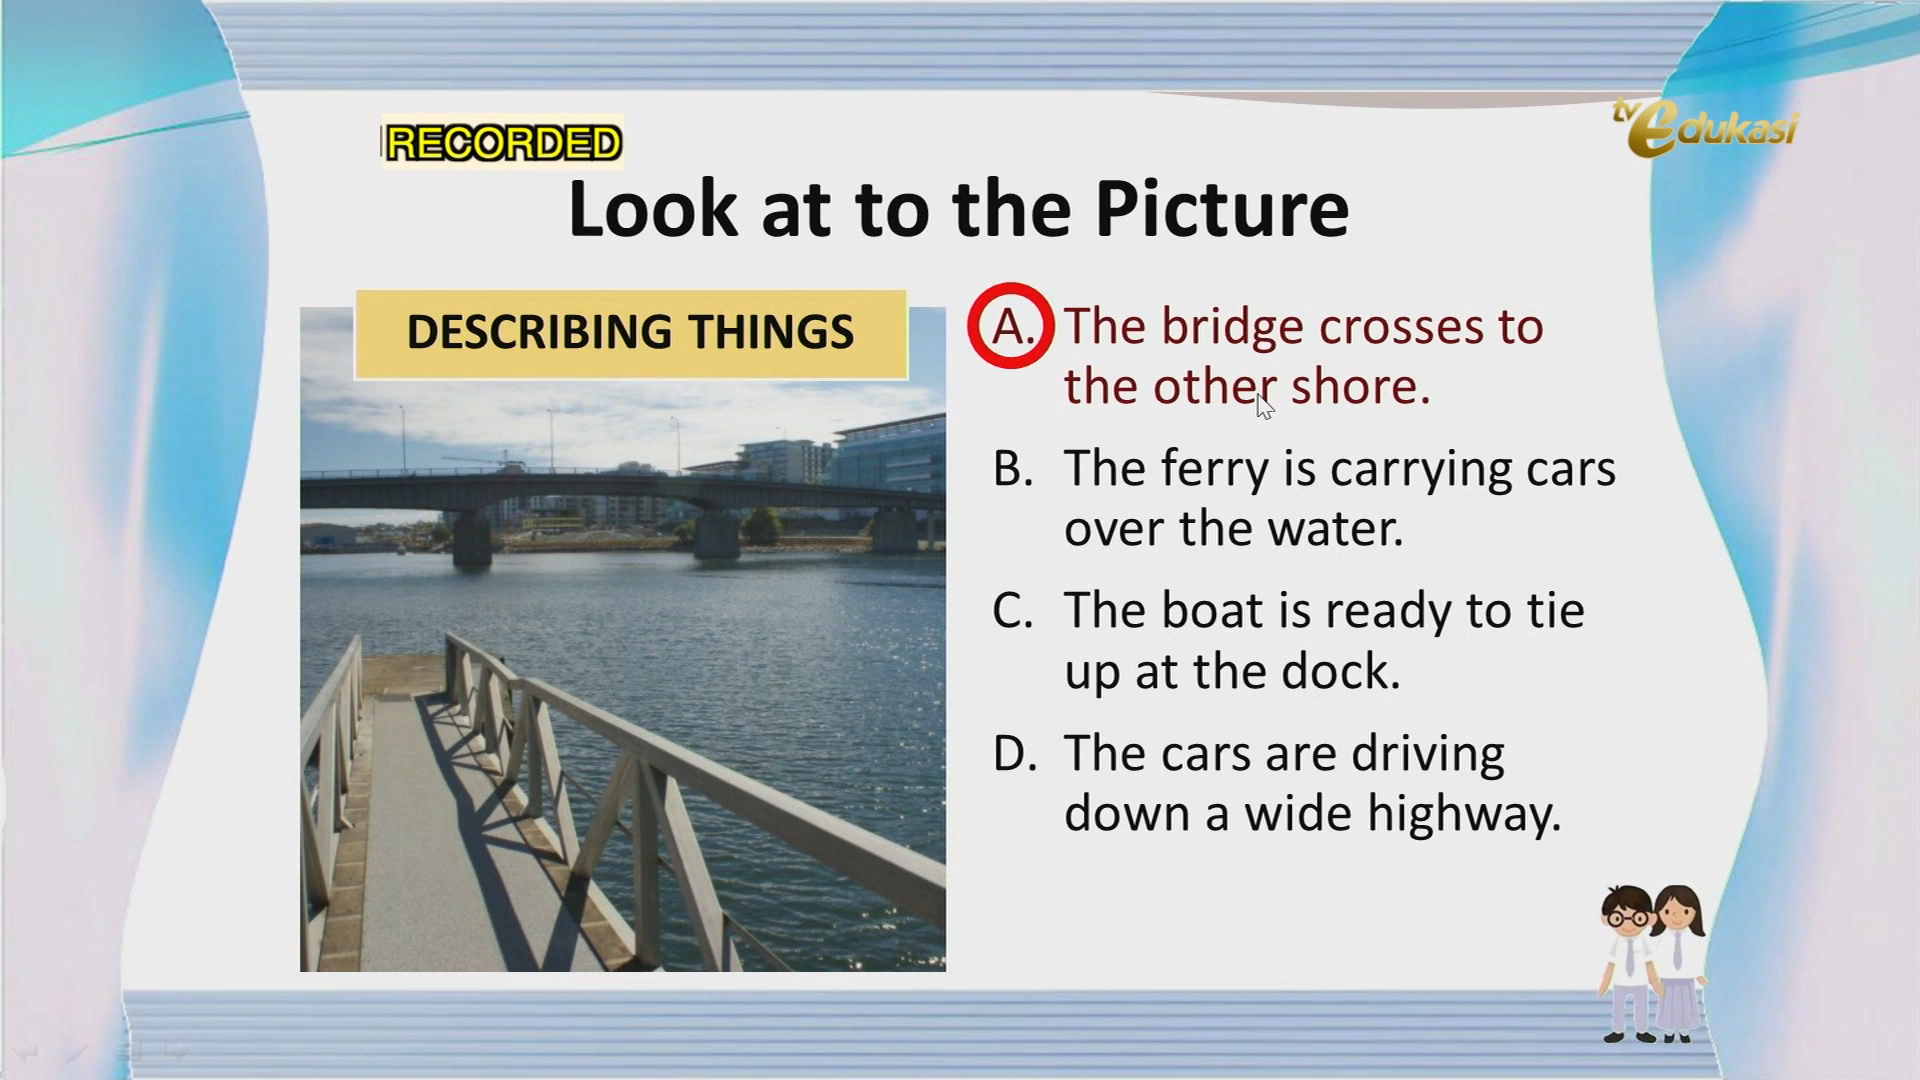 RECORDED
tv edukasi
Look at to the Picture
DESCRIBING THINGS
A. The bridge crosses to
the other shore.
B. The ferry is carrying cars
over the water.
C. The boat is ready to tie
up at the dock.
D. The cars are driving
down a wide highway.